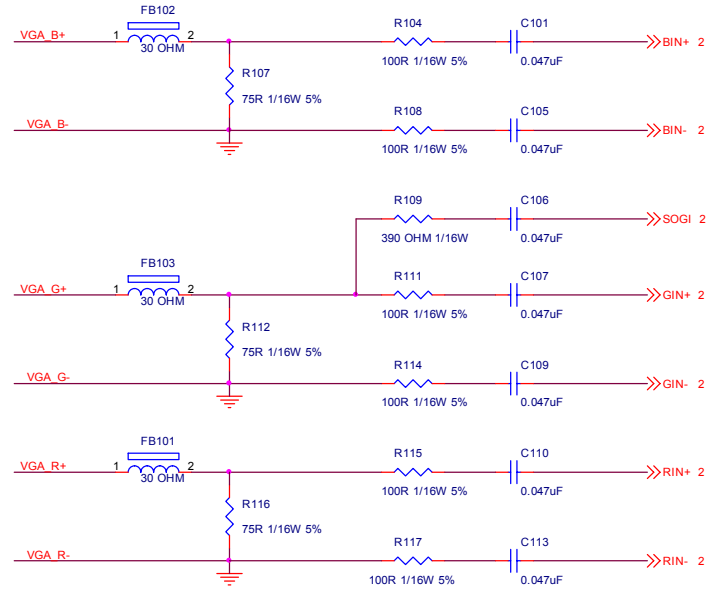 FB102
R104
C101
VGA_B+
1
2
BIN+ 2
30 OHM
100R 1/16W 5%
0.047uF
R107
75R 1/16W 5%
R108
C105
VGA_B-
BIN- 2
100R 1/16W 5%
0.047uF
R109
C106
SOGI 2
390 OHM 1/16W
0.047uF
FB103
R111
C107
VGA_G+
1
2
GIN+ 2
30 OHM
100R 1/16W 5%
0.047uF
R112
75R 1/16W 5%
R114
C109
VGA_G-
GIN- 2
100R 1/16W 5%
0.047uF
FB101
R115
C110
VGA_R+
1
2
RIN+ 2
30 OHM
100R 1/16W 5%
0.047uF
R116
75R 1/16W 5%
R117
C113
VGA_R-
RIN- 2
100R 1/16W 5%
0.047uF